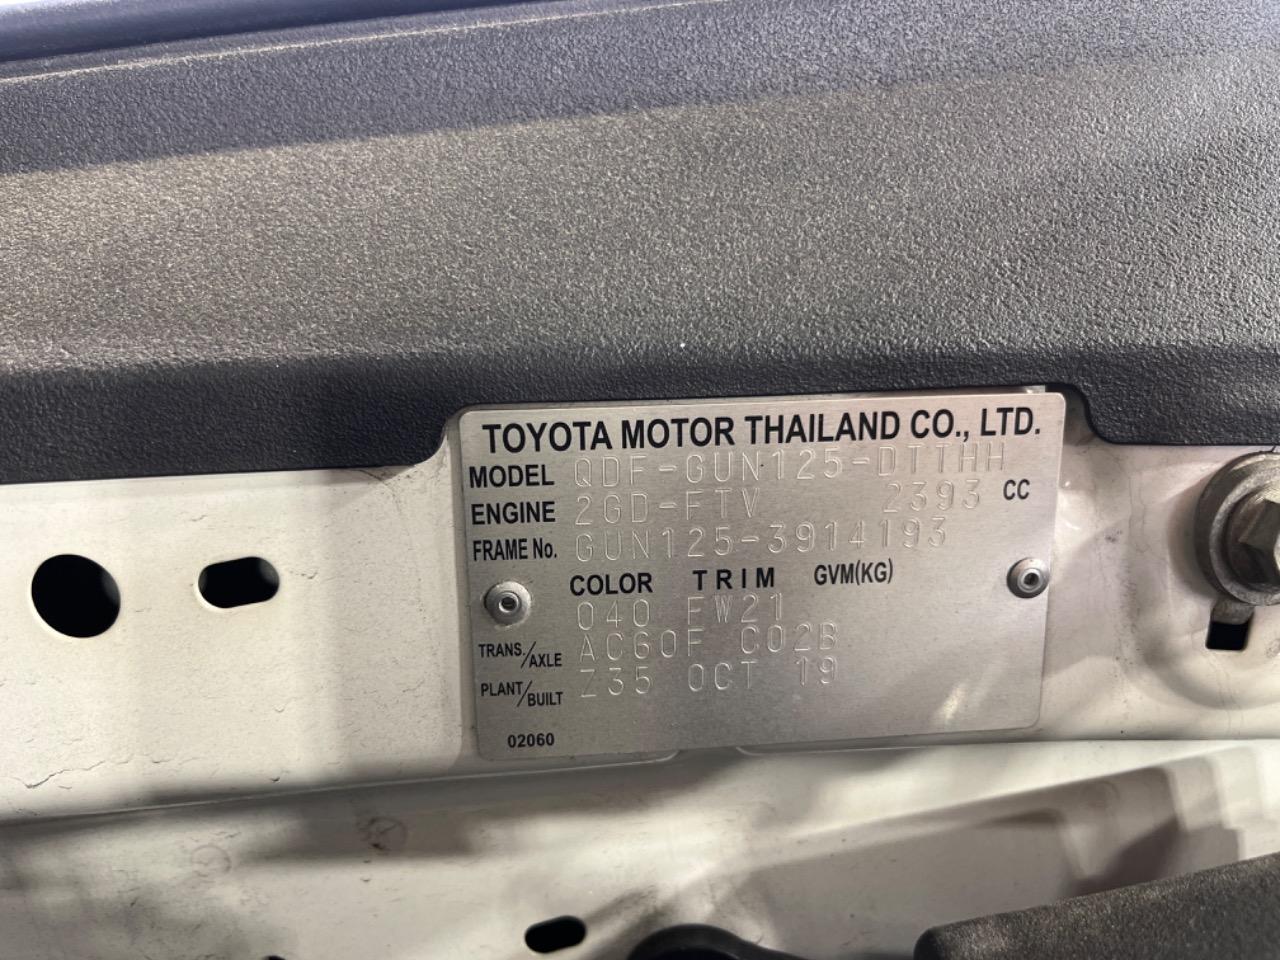 TOYOTA MOTOR THAILAND CO., LTD.
MODEL QDF-GUN125-DTTHH
ENGINE 2GD-FTV 2393 CC
FRAME No. GUN125-3914193
COLOR TRIM GVM(KG)
040 FW21
TRANS./AXLE AC60F C02B
PLANT/BUILT Z35 OCT 19
02060